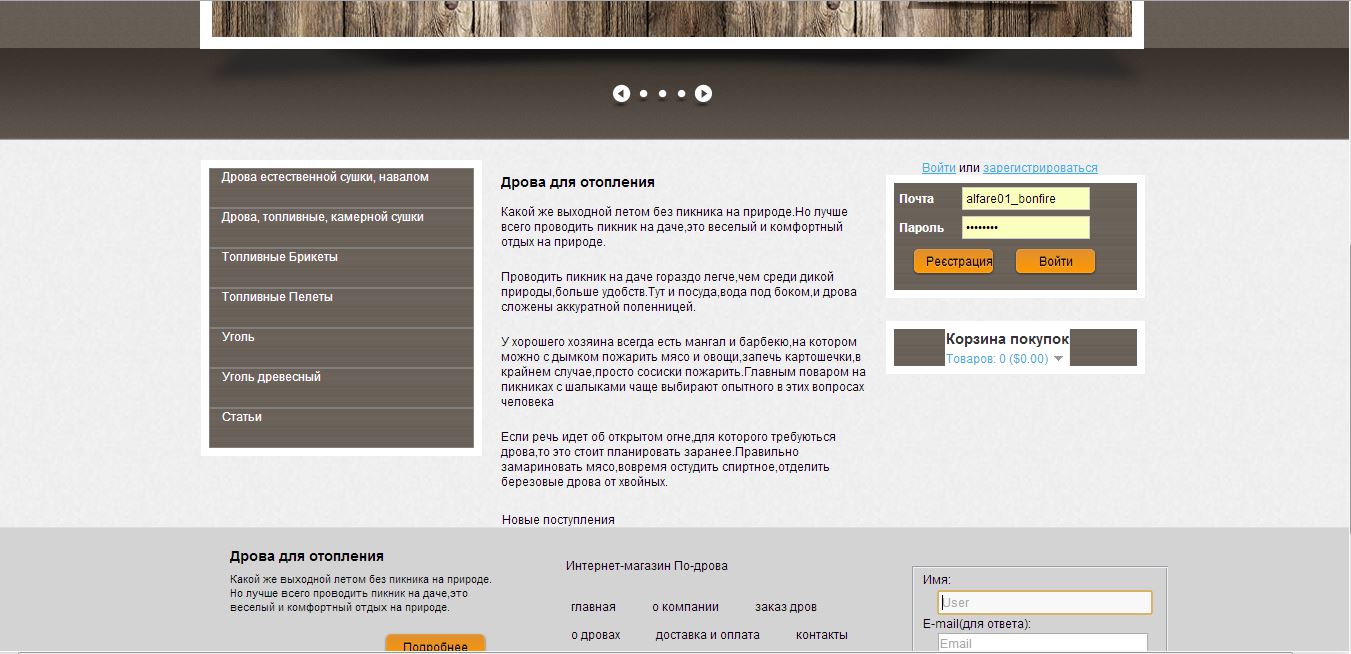 Дрова естественной сушки, навалом
Дрова, топливные, камерной сушки
Топливные Брикеты
Топливные Пелеты
Уголь
Уголь древесный
Статьи
Дрова для отопления
Какой же выходной летом без пикника на природе.Но лучше
всего проводить пикник на даче,это веселый и комфортный
отдых на природе.
Проводить пикник на даче гораздо легче,чем среди дикой
природы,больше удобств.Тут и посуда,вода под боком,и дрова
сложены аккуратной поленницей.
У хорошего хозяина всегда есть мангал и барбекю,на котором
можно с дымком пожарить мясо и овощи,запечь картошечки,в
крайнем случае,просто сосиски пожарить.Главным поваром на
пикниках с шалыками чаще выбирают опытного в этих вопросах
человека
Если речь идет об открытом огне,для которого требуються
дрова,то это стоит планировать заранее.Правильно
замариновать мясо,вовремя остудить спиртное,отделить
березовые дрова от хвойных.
Новые поступления
Войти или зарегистрироваться
Почта alfare01_bonfire
Пароль ••••••••
Реєстрация Войти
Корзина покупок
Товаров: 0 ($0.00)
Дрова для отопления
Какой же выходной летом без пикника на природе.
Но лучше всего проводить пикник на даче,это
веселый и комфортный отдых на природе.
Подробнее
Интернет-магазин По-дрова
главная о компании заказ дров
о дровах доставка и оплата контакты
Имя:
User
E-mail(для ответа):
Email